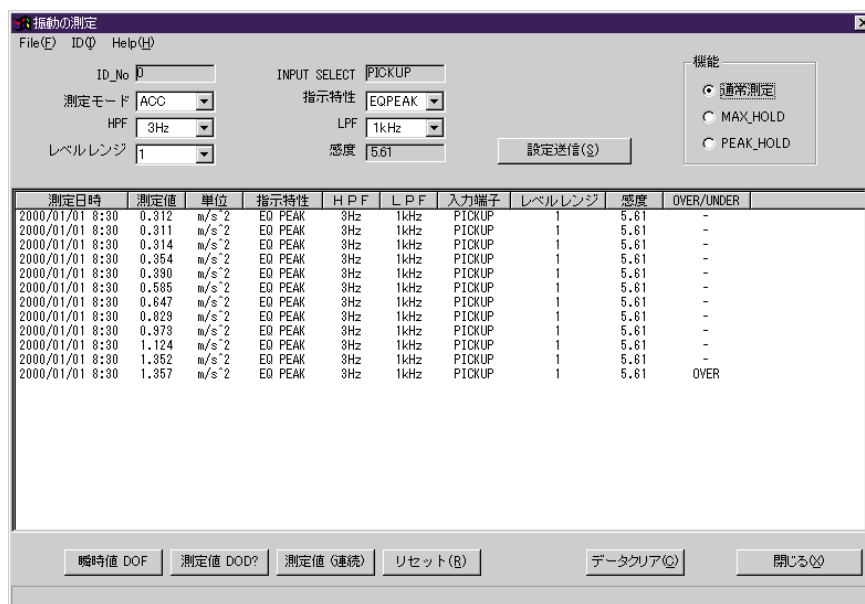 振動の測定
File(F) ID(I) Help(H)
ID_No 0 INPUT SELECT PICKUP
機能
測定モード ACC 指示特性 EQPEAK
通常測定
HPF 3Hz LPF 1kHz
MAX_HOLD
レベルレンジ 1 感度 5.61 設定送信(S)
PEAK_HOLD
測定日時 測定値 単位 指示特性 ＨＰＦ ＬＰＦ 入力端子 レベルレンジ 感度 OVER/UNDER
2000/01/01 8:30 0.312 m/s^2 EQ PEAK 3Hz 1kHz PICKUP 1 5.61 -
2000/01/01 8:30 0.311 m/s^2 EQ PEAK 3Hz 1kHz PICKUP 1 5.61 -
2000/01/01 8:30 0.314 m/s^2 EQ PEAK 3Hz 1kHz PICKUP 1 5.61 -
2000/01/01 8:30 0.354 m/s^2 EQ PEAK 3Hz 1kHz PICKUP 1 5.61 -
2000/01/01 8:30 0.390 m/s^2 EQ PEAK 3Hz 1kHz PICKUP 1 5.61 -
2000/01/01 8:30 0.585 m/s^2 EQ PEAK 3Hz 1kHz PICKUP 1 5.61 -
2000/01/01 8:30 0.647 m/s^2 EQ PEAK 3Hz 1kHz PICKUP 1 5.61 -
2000/01/01 8:30 0.829 m/s^2 EQ PEAK 3Hz 1kHz PICKUP 1 5.61 -
2000/01/01 8:30 0.973 m/s^2 EQ PEAK 3Hz 1kHz PICKUP 1 5.61 -
2000/01/01 8:30 1.124 m/s^2 EQ PEAK 3Hz 1kHz PICKUP 1 5.61 -
2000/01/01 8:30 1.352 m/s^2 EQ PEAK 3Hz 1kHz PICKUP 1 5.61 -
2000/01/01 8:30 1.357 m/s^2 EQ PEAK 3Hz 1kHz PICKUP 1 5.61 OVER
瞬時値 DOF 測定値 DOD? 測定値 (連続) リセット(R) データクリア(C) 閉じる(X)